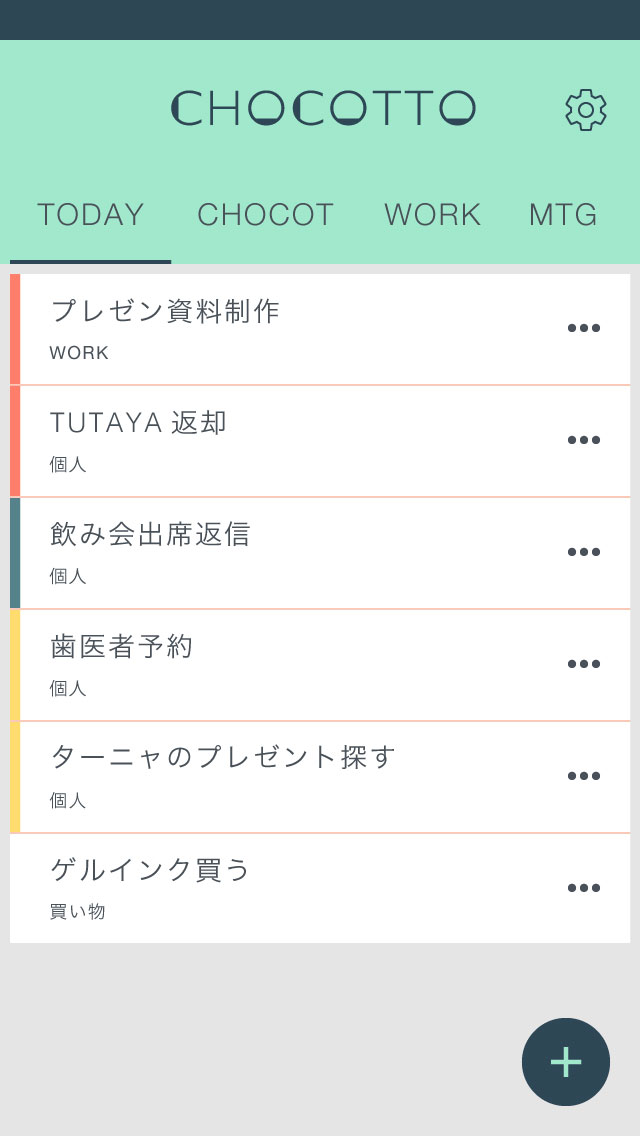 CHOCOTTO
TODAY CHOCOT WORK MTG
プレゼン資料制作
WORK
TUTAYA 返却
個人
飲み会出席返信
個人
歯医者予約
個人
ターニャのプレゼント探す
個人
ゲルインク買う
買い物